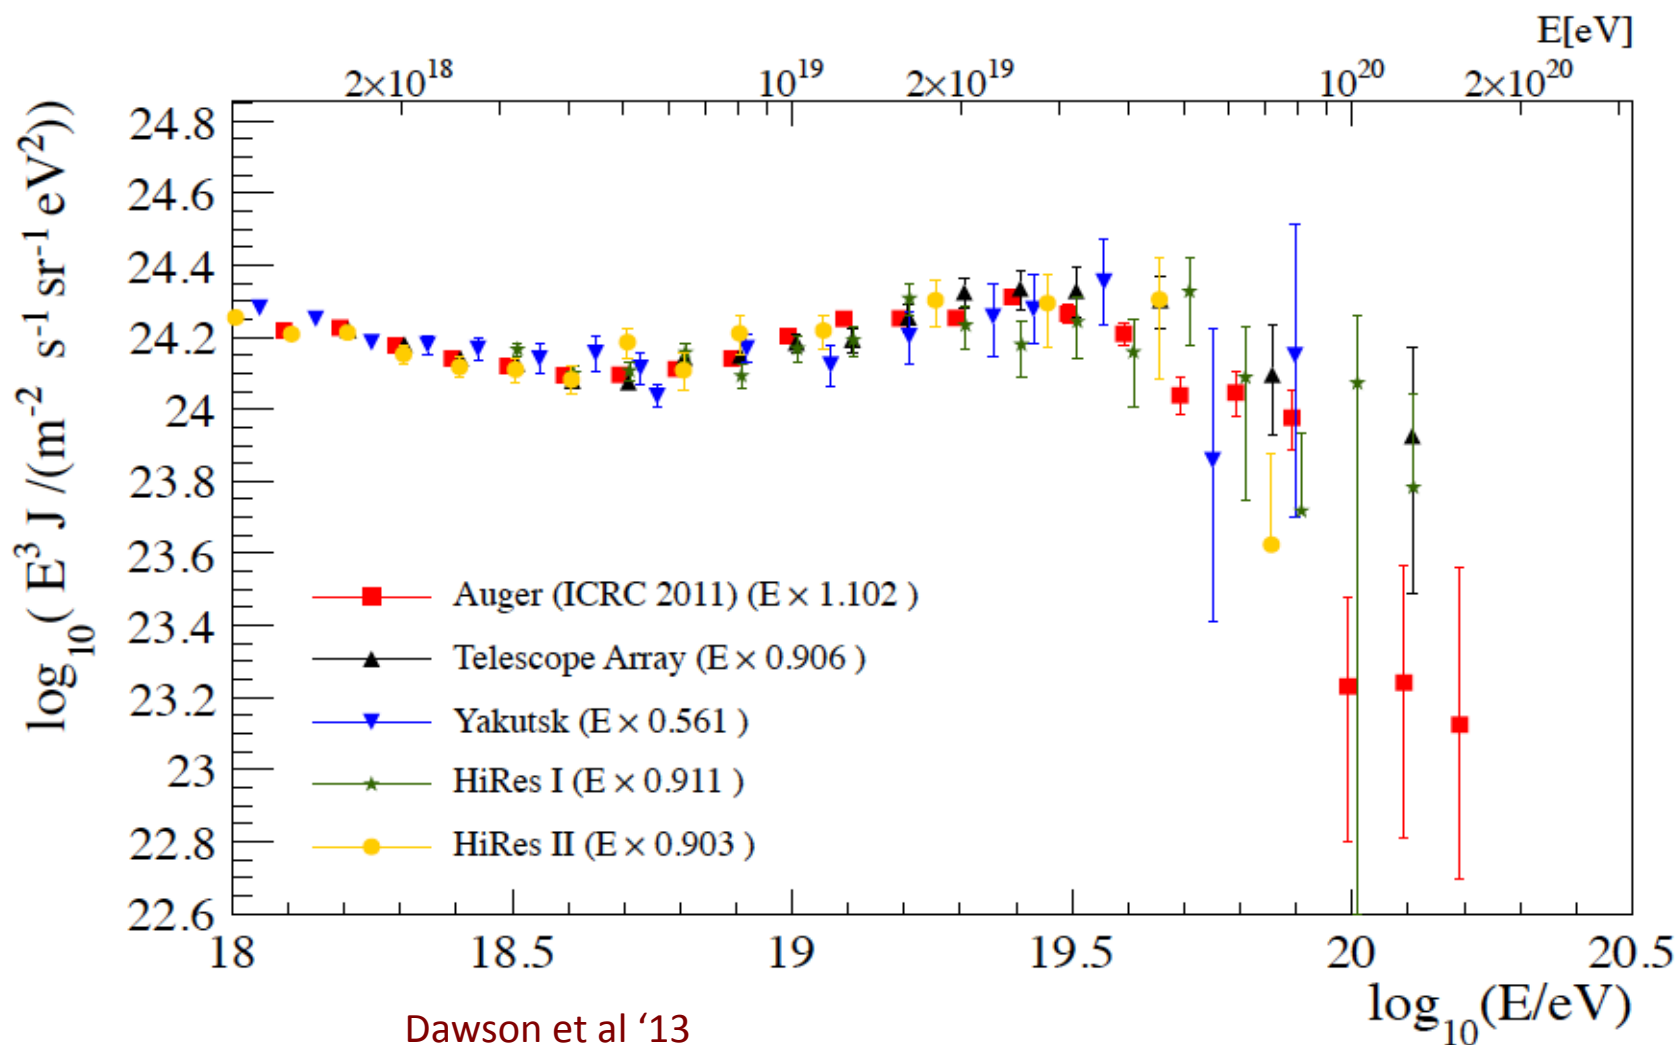 E[eV]
2×10^18 10^19 2×10^19 10^20 2×10^20
log10( E^3 J /(m^-2 s^-1 sr^-1 eV^2))
24.8
24.6
24.4
24.2
24
23.8
23.6
23.4
23.2
23
22.8
22.6
Auger (ICRC 2011) (E × 1.102 )
Telescope Array (E × 0.906 )
Yakutsk (E × 0.561 )
HiRes I (E × 0.911 )
HiRes II (E × 0.903 )
18 18.5 19 19.5 20 20.5
log10(E/eV)
Dawson et al ‘13